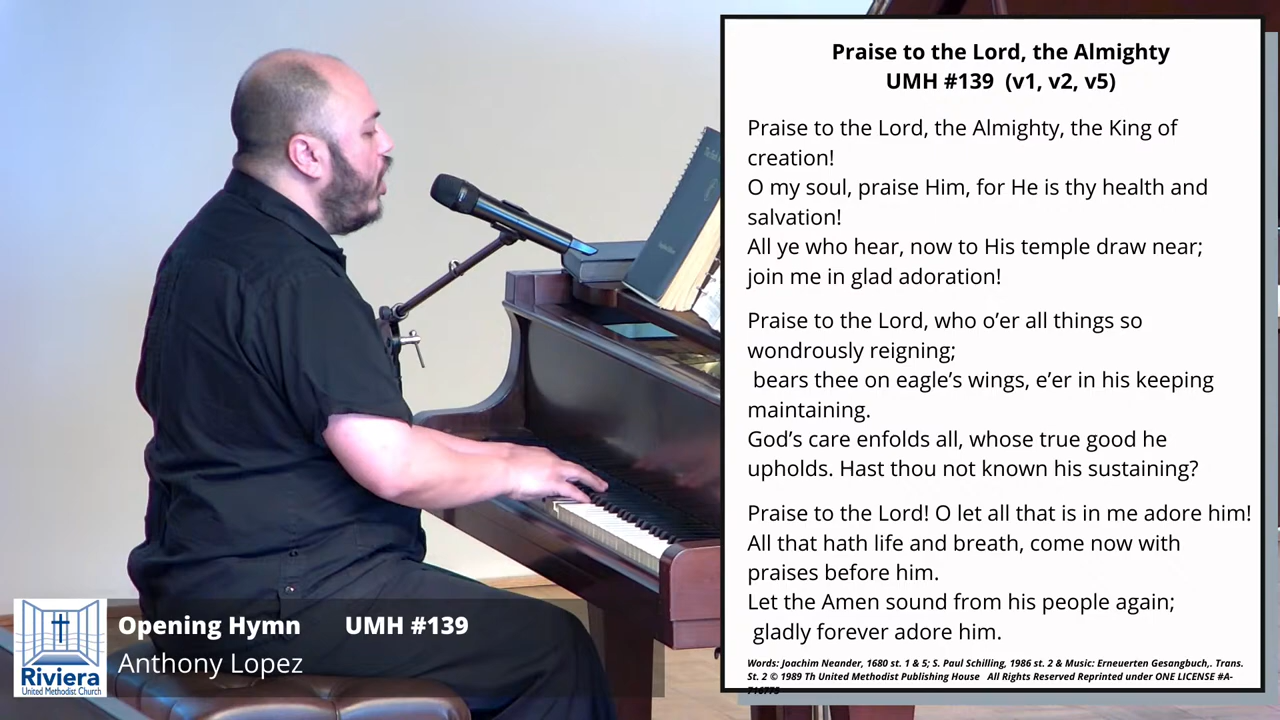 Praise to the Lord, the Almighty
UMH #139 (v1, v2, v5)
Praise to the Lord, the Almighty, the King of
creation!
O my soul, praise Him, for He is thy health and
salvation!
All ye who hear, now to His temple draw near;
join me in glad adoration!
Praise to the Lord, who o’er all things so
wondrously reigning;
bears thee on eagle’s wings, e’er in his keeping
maintaining.
God’s care enfolds all, whose true good he
upholds. Hast thou not known his sustaining?
Praise to the Lord! O let all that is in me adore him!
All that hath life and breath, come now with
praises before him.
Let the Amen sound from his people again;
gladly forever adore him.
Words: Joachim Neander, 1680 st. 1 & 5; S. Paul Schilling, 1986 st. 2 & Music: Erneuerten Gesangbuch,. Trans.
St. 2 © 1989 Th United Methodist Publishing House All Rights Reserved Reprinted under ONE LICENSE #A-
Opening Hymn UMH #139
Anthony Lopez
Riviera
United Methodist Church